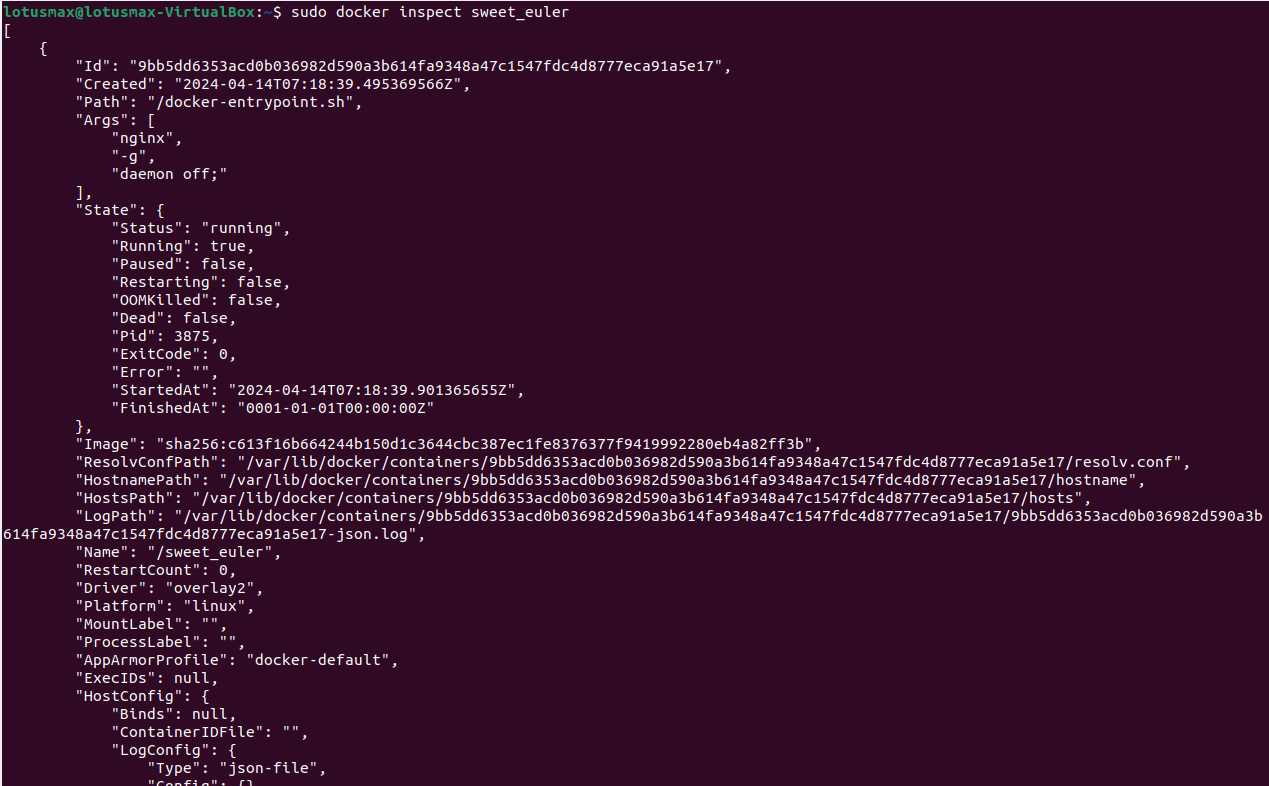 lotusmax@lotusmax-VirtualBox:~$ sudo docker inspect sweet_euler
[
    {
        "Id": "9bb5dd6353acd0b036982d590a3b614fa9348a47c1547fdc4d8777eca91a5e17",
        "Created": "2024-04-14T07:18:39.495369566Z",
        "Path": "/docker-entrypoint.sh",
        "Args": [
            "nginx",
            "-g",
            "daemon off;"
        ],
        "State": {
            "Status": "running",
            "Running": true,
            "Paused": false,
            "Restarting": false,
            "OOMKilled": false,
            "Dead": false,
            "Pid": 3875,
            "ExitCode": 0,
            "Error": "",
            "StartedAt": "2024-04-14T07:18:39.901365655Z",
            "FinishedAt": "0001-01-01T00:00:00Z"
        },
        "Image": "sha256:c613f16b664244b150d1c3644cbc387ec1fe8376377f9419992280eb4a82ff3b",
        "ResolvConfPath": "/var/lib/docker/containers/9bb5dd6353acd0b036982d590a3b614fa9348a47c1547fdc4d8777eca91a5e17/resolv.conf",
        "HostnamePath": "/var/lib/docker/containers/9bb5dd6353acd0b036982d590a3b614fa9348a47c1547fdc4d8777eca91a5e17/hostname",
        "HostsPath": "/var/lib/docker/containers/9bb5dd6353acd0b036982d590a3b614fa9348a47c1547fdc4d8777eca91a5e17/hosts",
        "LogPath": "/var/lib/docker/containers/9bb5dd6353acd0b036982d590a3b614fa9348a47c1547fdc4d8777eca91a5e17/9bb5dd6353acd0b036982d590a3b
614fa9348a47c1547fdc4d8777eca91a5e17-json.log",
        "Name": "/sweet_euler",
        "RestartCount": 0,
        "Driver": "overlay2",
        "Platform": "linux",
        "MountLabel": "",
        "ProcessLabel": "",
        "AppArmorProfile": "docker-default",
        "ExecIDs": null,
        "HostConfig": {
            "Binds": null,
            "ContainerIDFile": "",
            "LogConfig": {
                "Type": "json-file",
                "Config": {}